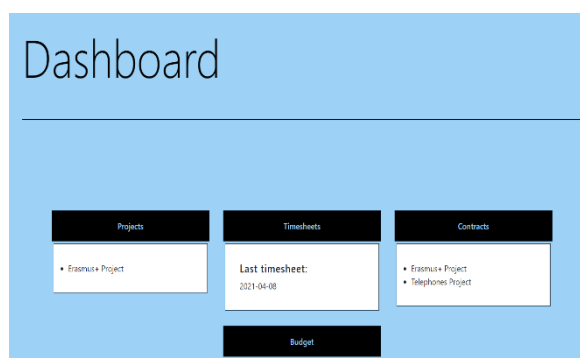 Dashboard
Projects
Erasmus+ Project
Timesheets
Last timesheet:
2021-04-08
Contracts
Erasmus+ Project
Telephones Project
Budget